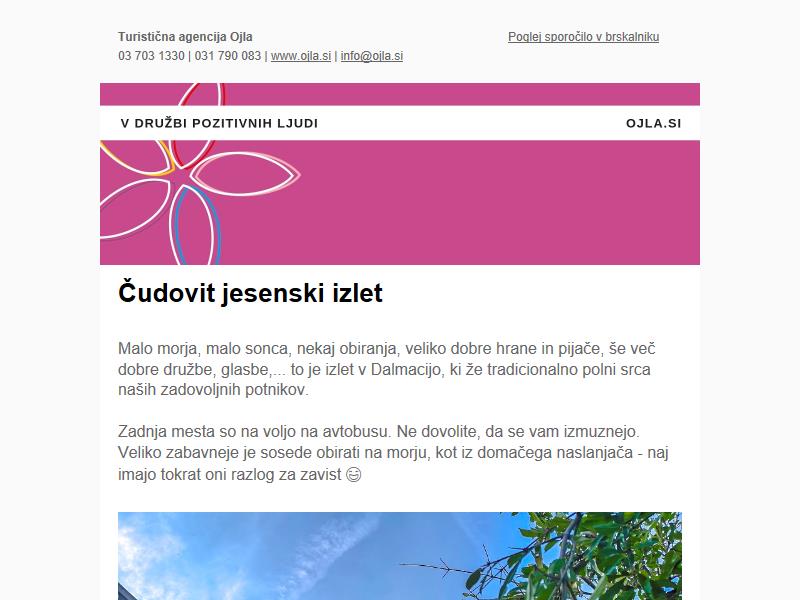 Turistična agencija Ojla
Poglej sporočilo v brskalniku
03 703 1330 | 031 790 083 | www.ojla.si | info@ojla.si
V DRUŽBI POZITIVNIH LJUDI
OJLA.SI
Čudovit jesenski izlet
Malo morja, malo sonca, nekaj obiranja, veliko dobre hrane in pijače, še več
dobre družbe, glasbe,... to je izlet v Dalmacijo, ki že tradicionalno polni srca
naših zadovoljnih potnikov.
Zadnja mesta so na voljo na avtobusu. Ne dovolite, da se vam izmuznejo.
Veliko zabavneje je sosede obirati na morju, kot iz domačega naslanjača - naj
imajo tokrat oni razlog za zavist 😄